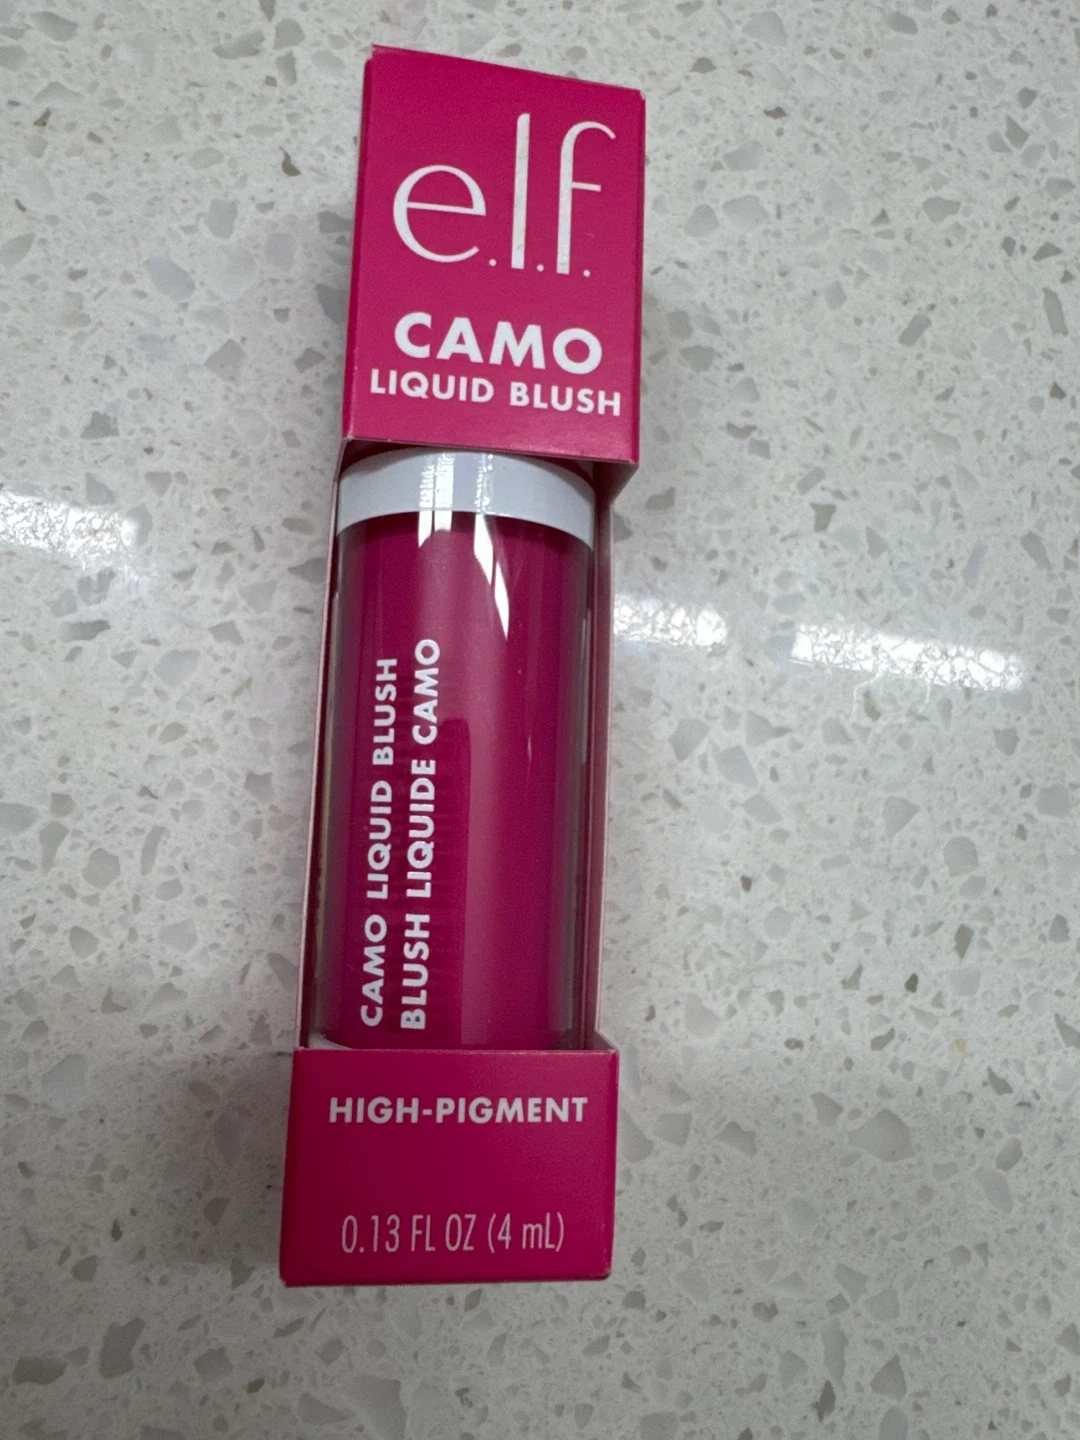 e.l.f.
CAMO
LIQUID BLUSH
CAMO LIQUID BLUSH
BLUSH LIQUIDE CAMO
HIGH-PIGMENT
0.13 FL OZ (4 mL)